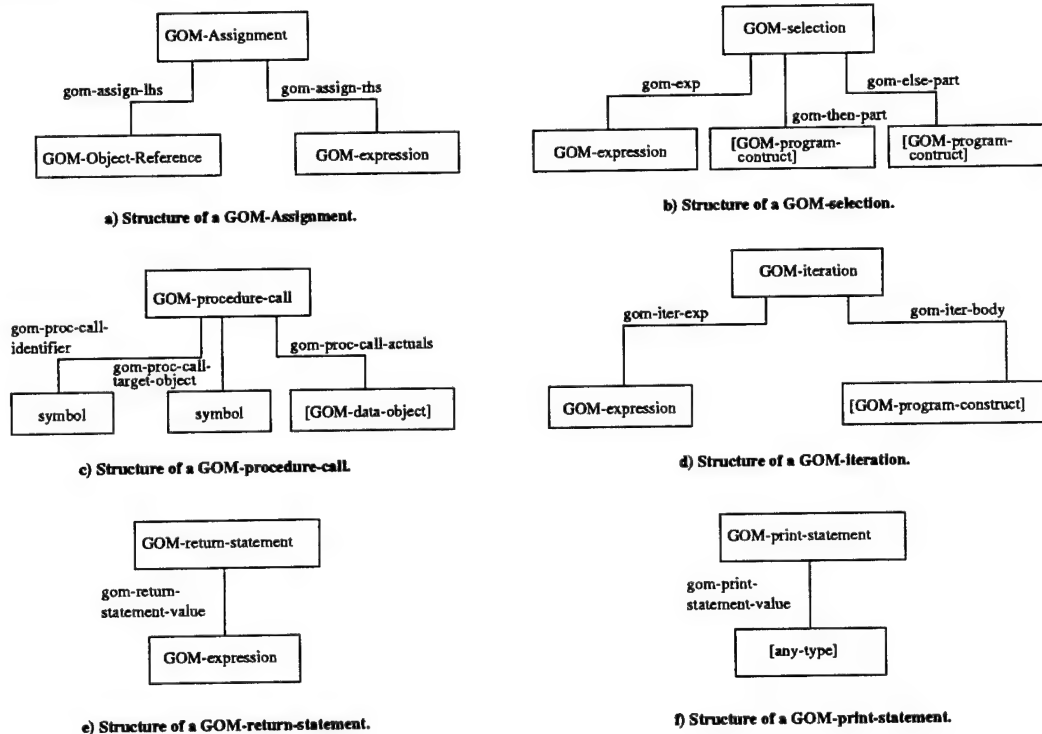 GOM-Assignment
gom-assign-lhs
gom-assign-rhs
GOM-Object-Reference
GOM-expression
a) Structure of a GOM-Assignment.
GOM-selection
gom-exp
gom-else-part
gom-then-part
GOM-expression
[GOM-program-
contruct]
[GOM-program-
contruct]
b) Structure of a GOM-selection.
GOM-procedure-call
gom-proc-call-
identifier
gom-proc-call-
target-object
gom-proc-call-actuals
symbol
symbol
[GOM-data-object]
c) Structure of a GOM-procedure-call.
GOM-iteration
gom-iter-exp
gom-iter-body
GOM-expression
[GOM-program-construct]
d) Structure of a GOM-iteration.
GOM-return-statement
gom-return-
statement-value
GOM-expression
e) Structure of a GOM-return-statement.
GOM-print-statement
gom-print-
statement-value
[any-type]
f) Structure of a GOM-print-statement.